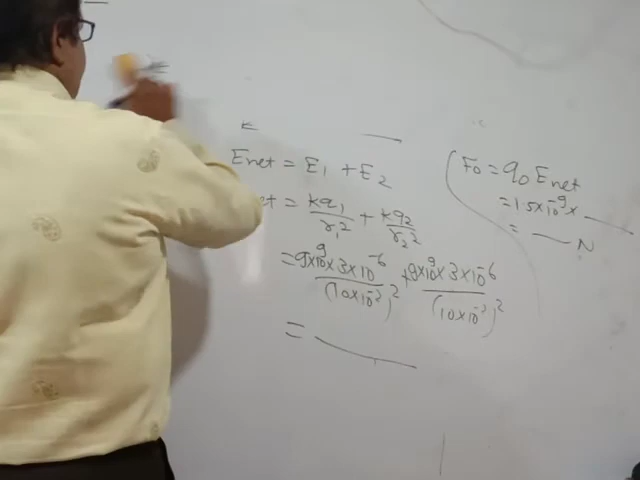 Enet = E1 + E2
et = kq1/r1² + kq2/r2²
= 9×10⁹×3×10⁻⁶/(10×10⁻²)² + 9×10⁹×3×10⁻⁶/(10×10⁻²)²
=
F0 = q0 Enet
= 1.5×10⁻⁹ ×
= N